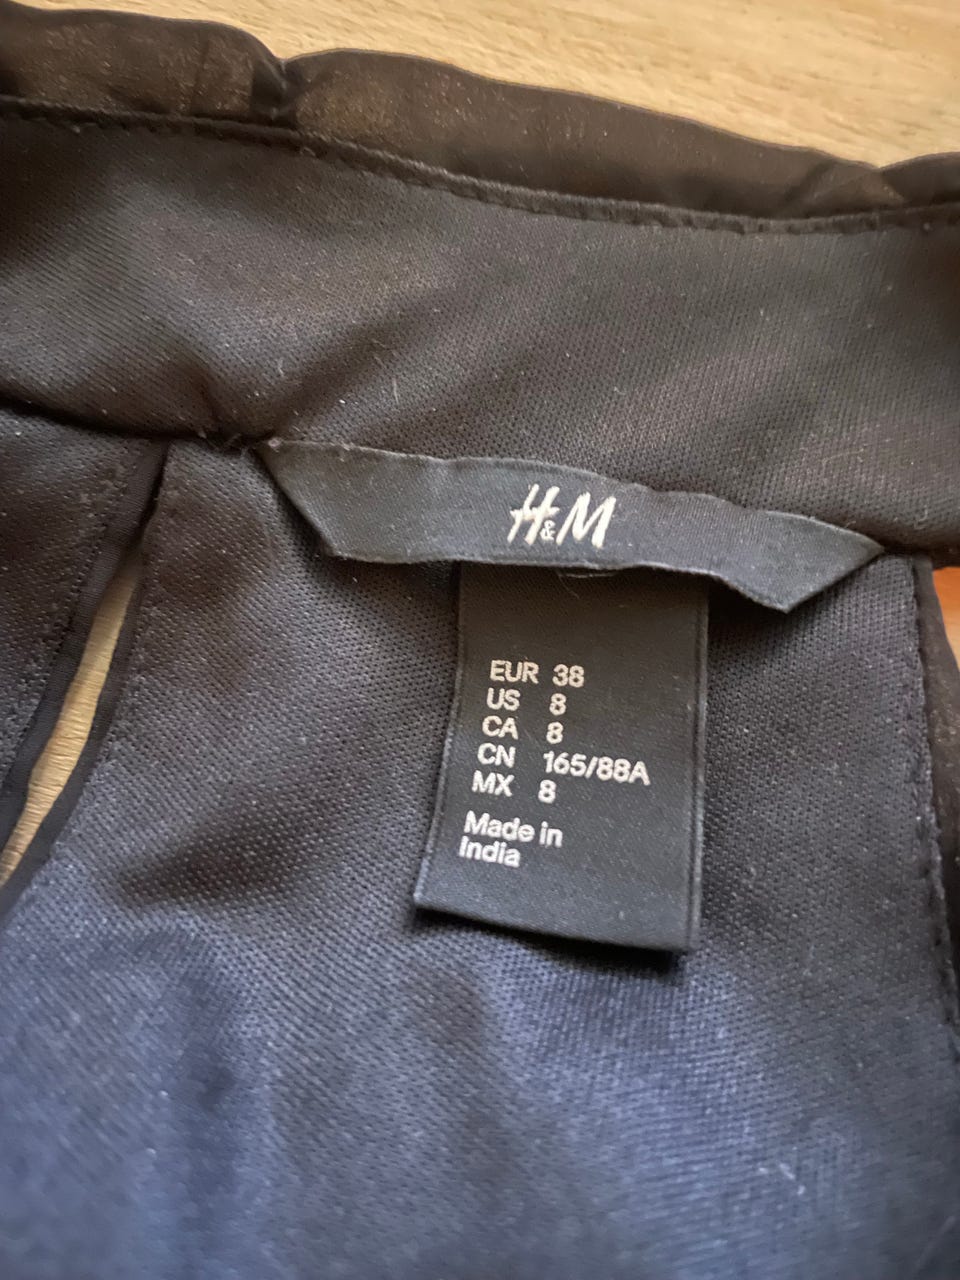 H&M
EUR 38
US 8
CA 8
CN 165/88A
MX 8
Made in
India